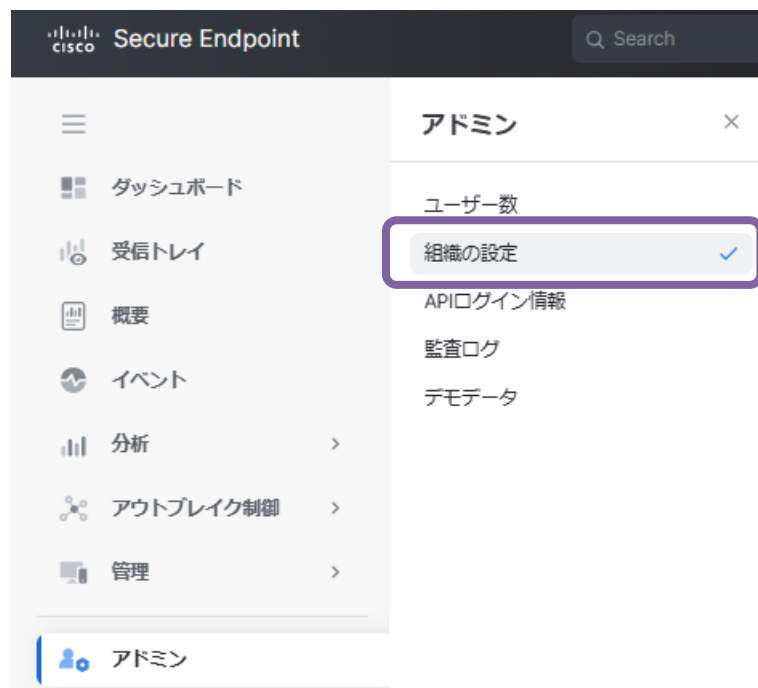 cisco Secure Endpoint
Search
ダッシュボード
受信トレイ
概要
イベント
分析
アウトブレイク制御
管理
アドミン
アドミン
ユーザー数
組織の設定
APIログイン情報
監査ログ
デモデータ